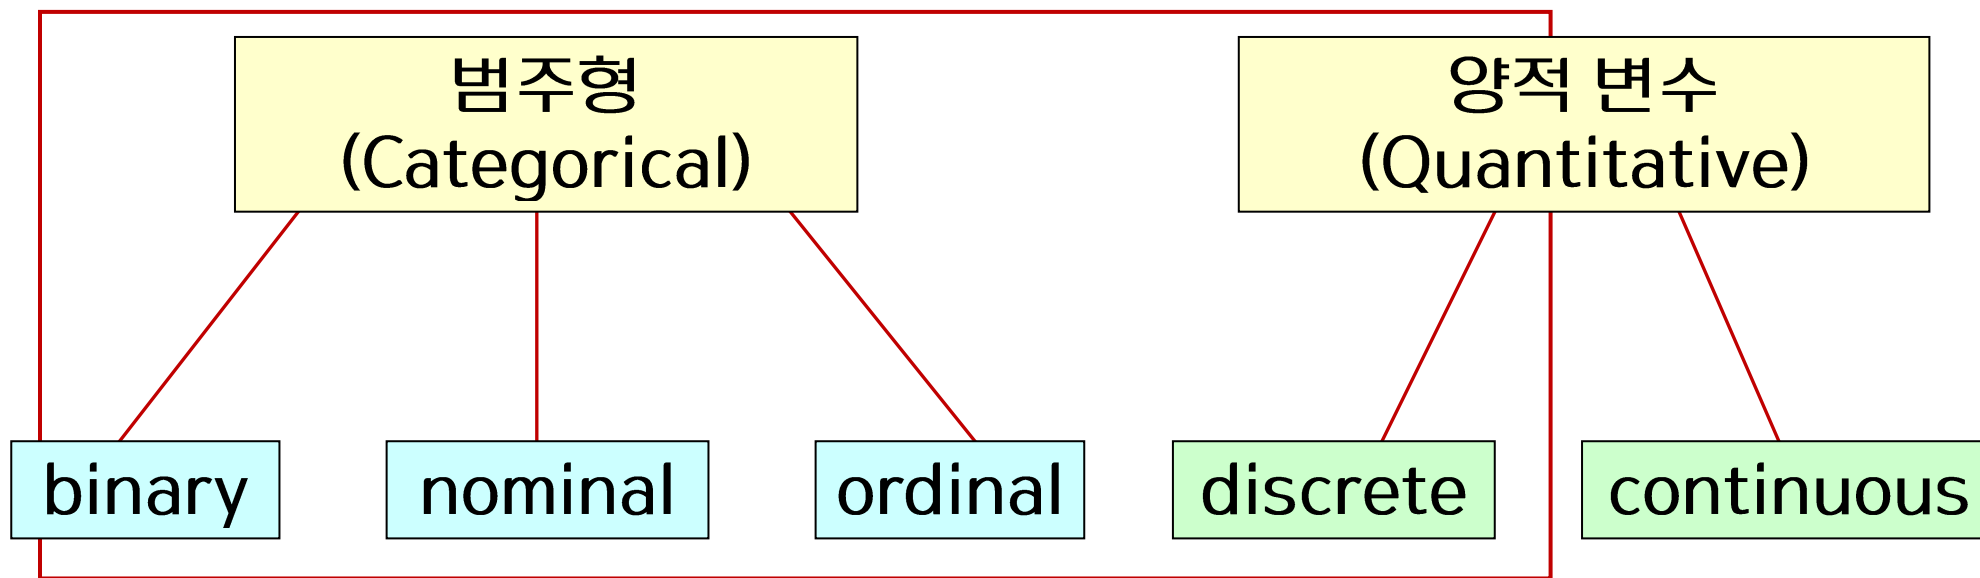 범주형
(Categorical)
양적 변수
(Quantitative)
binary
nominal
ordinal
discrete
continuous